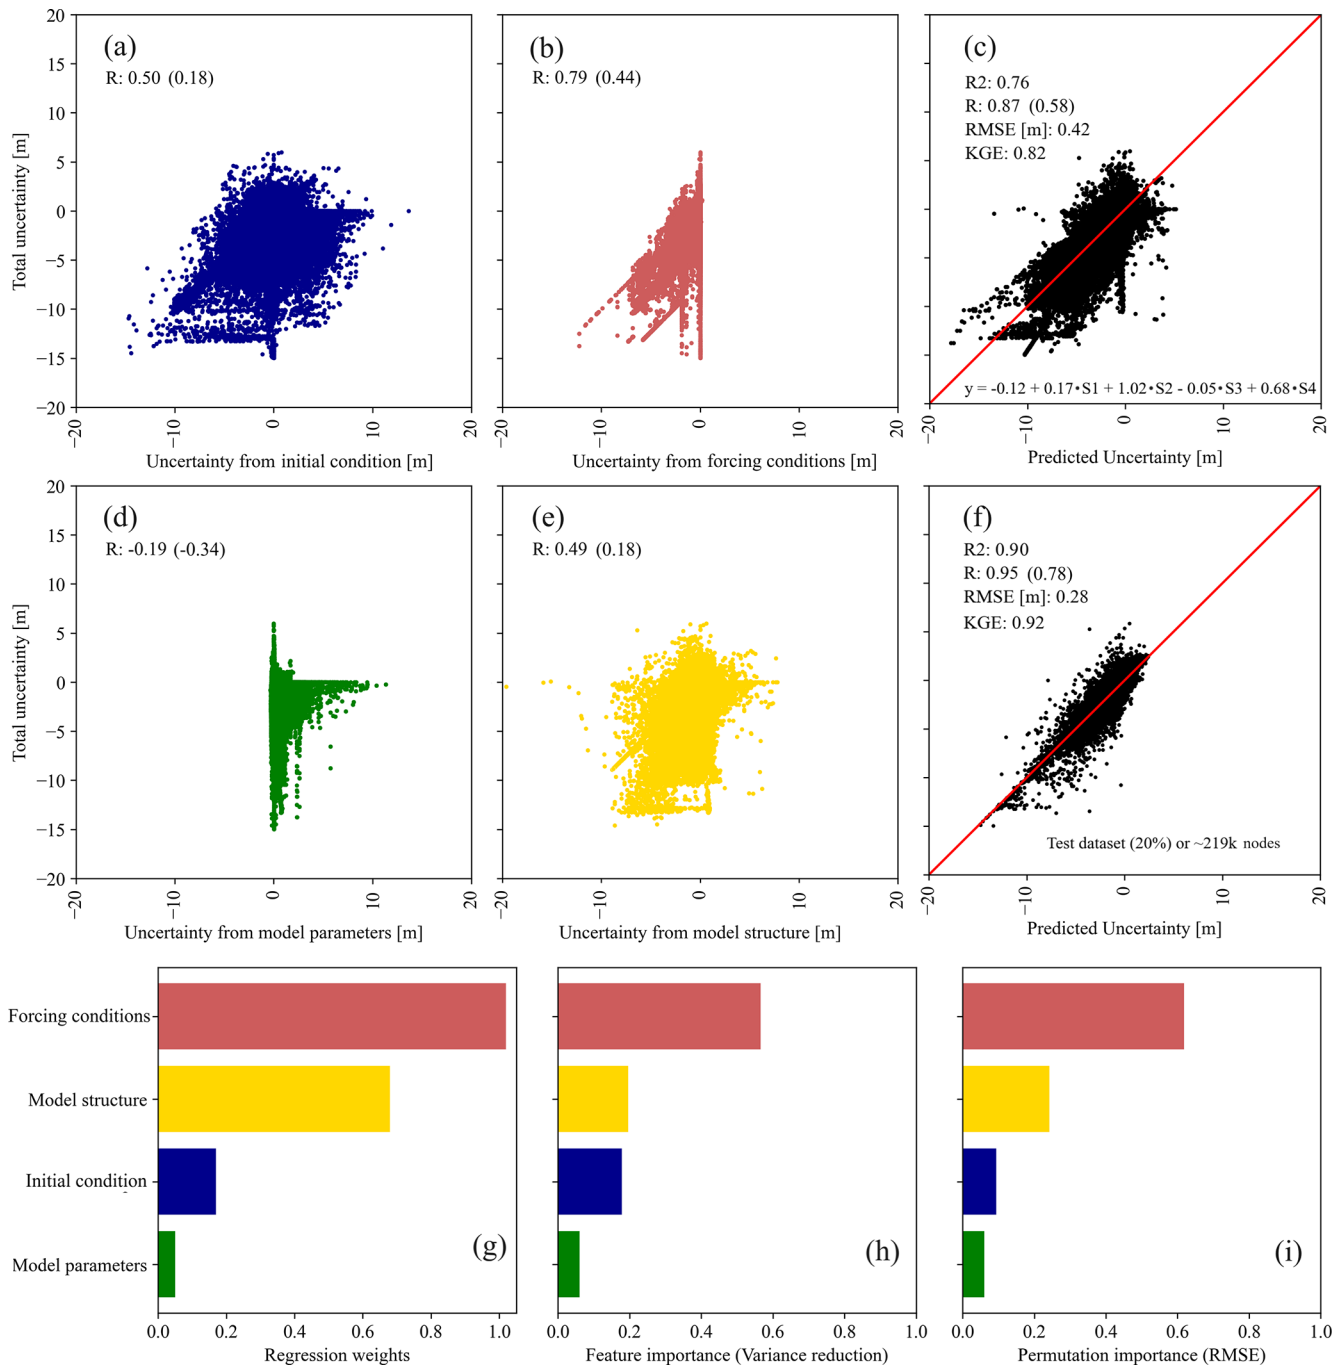 (a)
R: 0.50 (0.18)
Total uncertainty [m]
20
15
10
5
0
−5
−10
−15
−20
−20
−10
0
10
20
Uncertainty from initial condition [m]
(b)
R: 0.79 (0.44)
−20
−10
0
10
20
Uncertainty from forcing conditions [m]
(c)
R2: 0.76
R: 0.87 (0.58)
RMSE [m]: 0.42
KGE: 0.82
y = -0.12 + 0.17•S1 + 1.02•S2 - 0.05•S3 + 0.68•S4
−20
−10
0
10
20
Predicted Uncertainty [m]
(d)
R: -0.19 (-0.34)
Total uncertainty [m]
20
15
10
5
0
−5
−10
−15
−20
−20
−10
0
10
20
Uncertainty from model parameters [m]
(e)
R: 0.49 (0.18)
−20
−10
0
10
20
Uncertainty from model structure [m]
(f)
R2: 0.90
R: 0.95 (0.78)
RMSE [m]: 0.28
KGE: 0.92
Test dataset (20%) or ~219k nodes
−20
−10
0
10
20
Predicted Uncertainty [m]
Forcing conditions
Model structure
Initial condition
Model parameters
(g)
0.0 0.2 0.4 0.6 0.8 1.0
Regression weights
(h)
0.0 0.2 0.4 0.6 0.8 1.0
Feature importance (Variance reduction)
(i)
0.0 0.2 0.4 0.6 0.8 1.0
Permutation importance (RMSE)